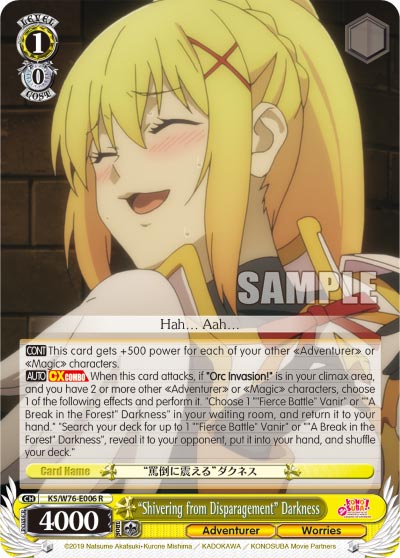 LEVEL
1
0
COST
SAMPLE
Hah… Aah…
CONT This card gets +500 power for each of your other «Adventurer» or
«Magic» characters.
AUTO CX COMBO When this card attacks, if "Orc Invasion!" is in your climax area,
and you have 2 or more other «Adventurer» or «Magic» characters, choose
1 of the following effects and perform it. "Choose 1 ""Fierce Battle" Vanir" or ""A
Break in the Forest" Darkness" in your waiting room, and return it to your
hand." "Search your deck for up to 1 ""Fierce Battle" Vanir" or ""A Break in the
Forest" Darkness", reveal it to your opponent, put it into your hand, and shuffle
your deck."
Card Name
“罵倒に震える”ダクネス
CH
KS/W76-E006 R
“Shivering from Disparagement” Darkness
POWER
4000
SOUL
KONO SUBA!
Adventurer
Worries
©2019 Natsume Akatsuki・Kurone Mishima / KADOKAWA / KONOSUBA Movie Partners